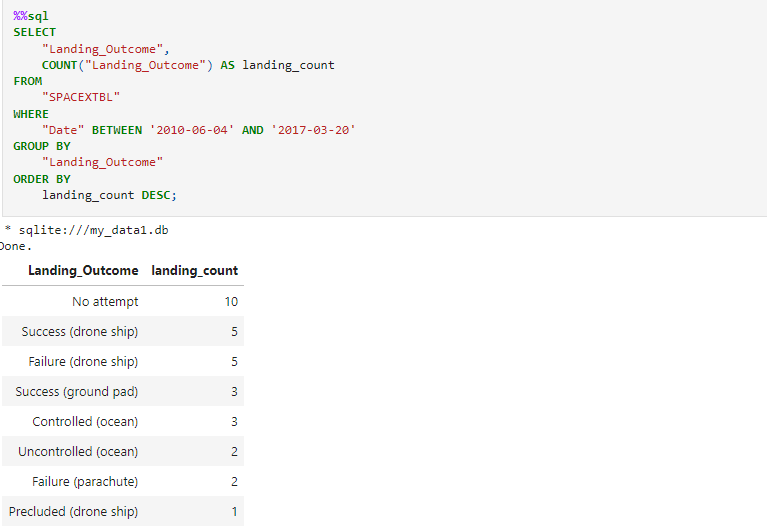 %%sql
SELECT
    "Landing_Outcome",
    COUNT("Landing_Outcome") AS landing_count
FROM
    "SPACEXTBL"
WHERE
    "Date" BETWEEN '2010-06-04' AND '2017-03-20'
GROUP BY
    "Landing_Outcome"
ORDER BY
    landing_count DESC;
* sqlite:///my_data1.db
Done.
Landing_Outcome landing_count
No attempt 10
Success (drone ship) 5
Failure (drone ship) 5
Success (ground pad) 3
Controlled (ocean) 3
Uncontrolled (ocean) 2
Failure (parachute) 2
Precluded (drone ship) 1